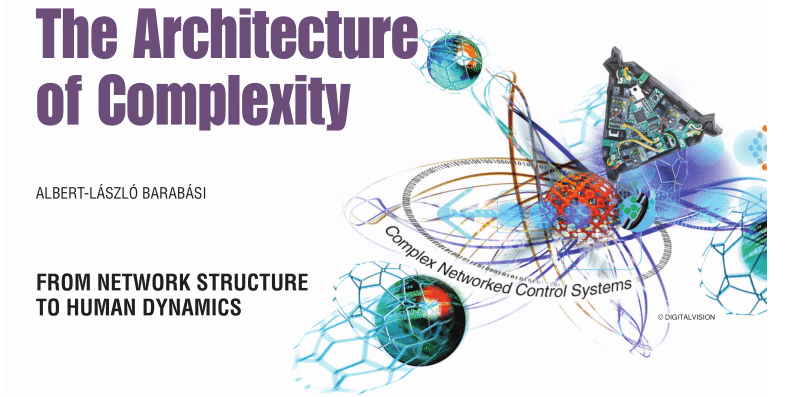 The Architecture
of Complexity
ALBERT-LÁSZLÓ BARABÁSI
FROM NETWORK STRUCTURE
TO HUMAN DYNAMICS
Complex Networked Control Systems
© DIGITALVISION